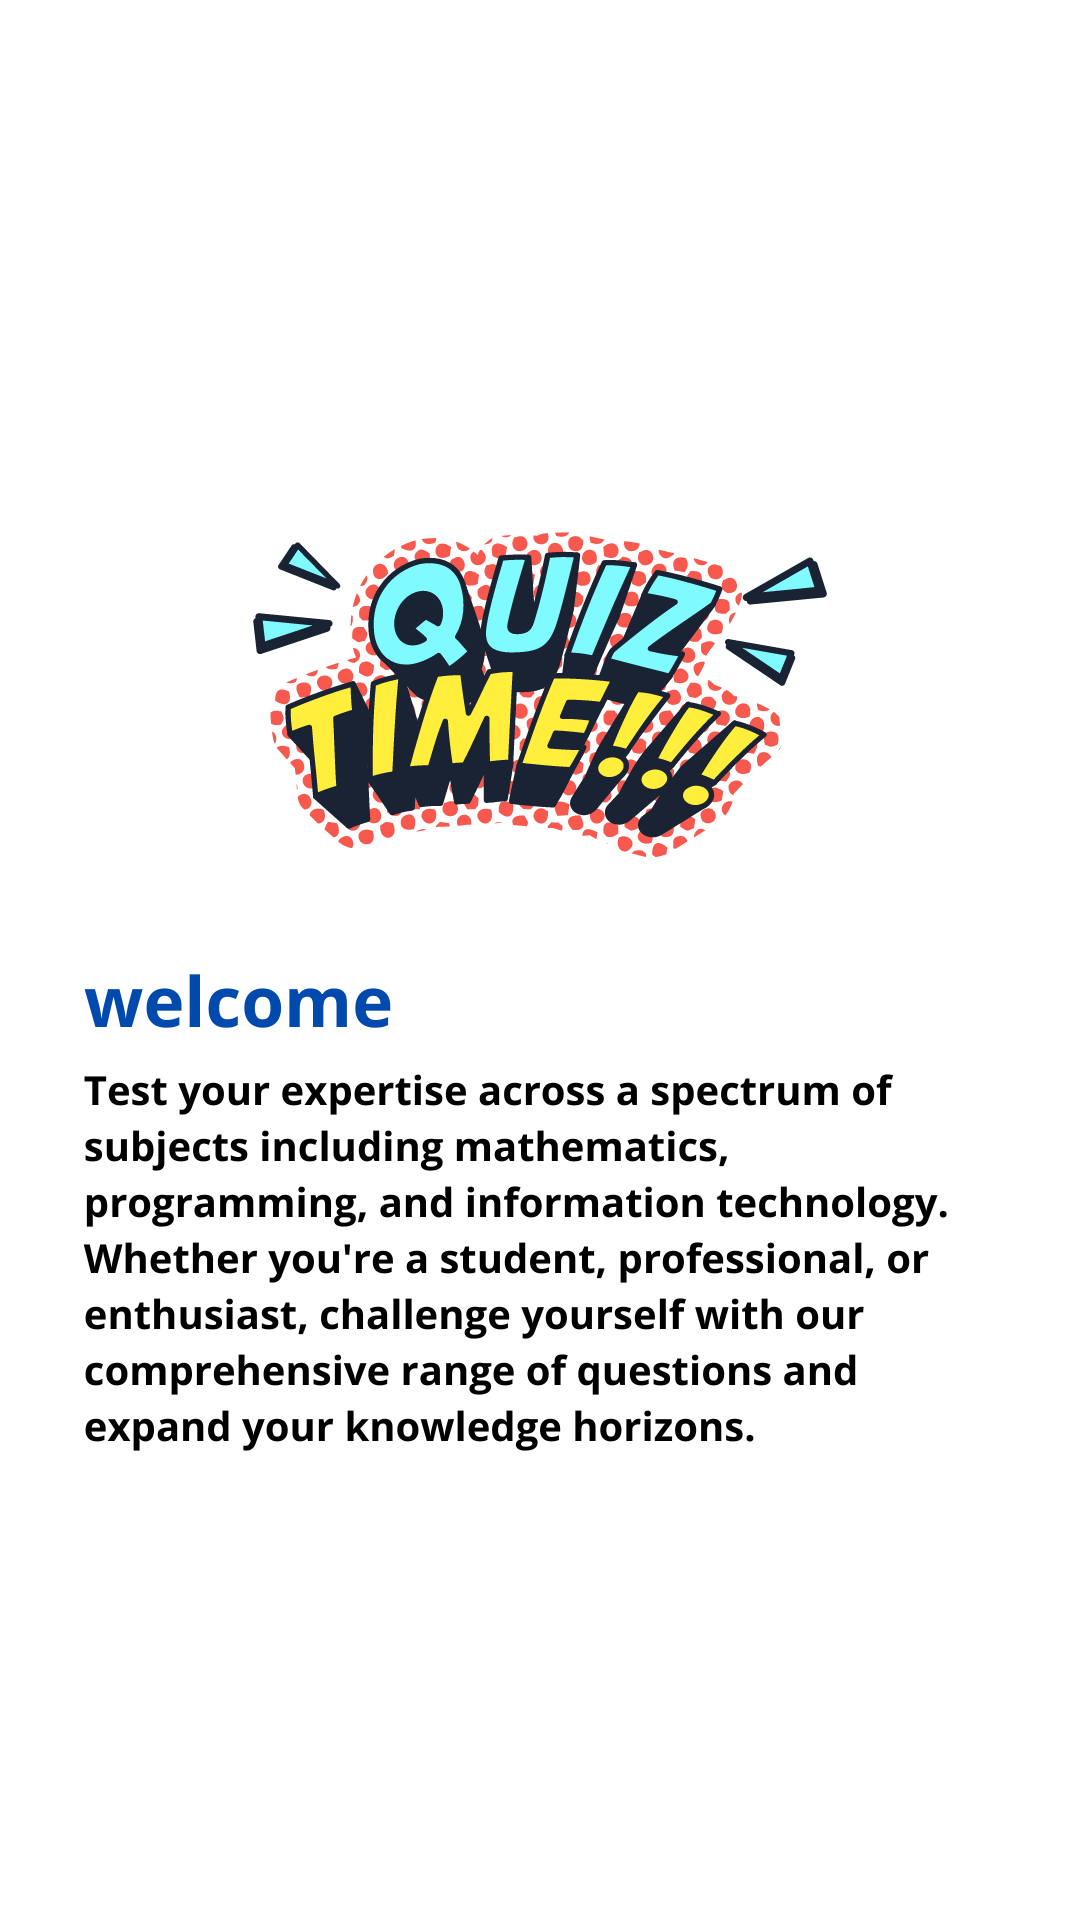 QUIZ
TIME!!!
welcome
Test your expertise across a spectrum of
subjects including mathematics,
programming, and information technology.
Whether you're a student, professional, or
enthusiast, challenge yourself with our
comprehensive range of questions and
expand your knowledge horizons.